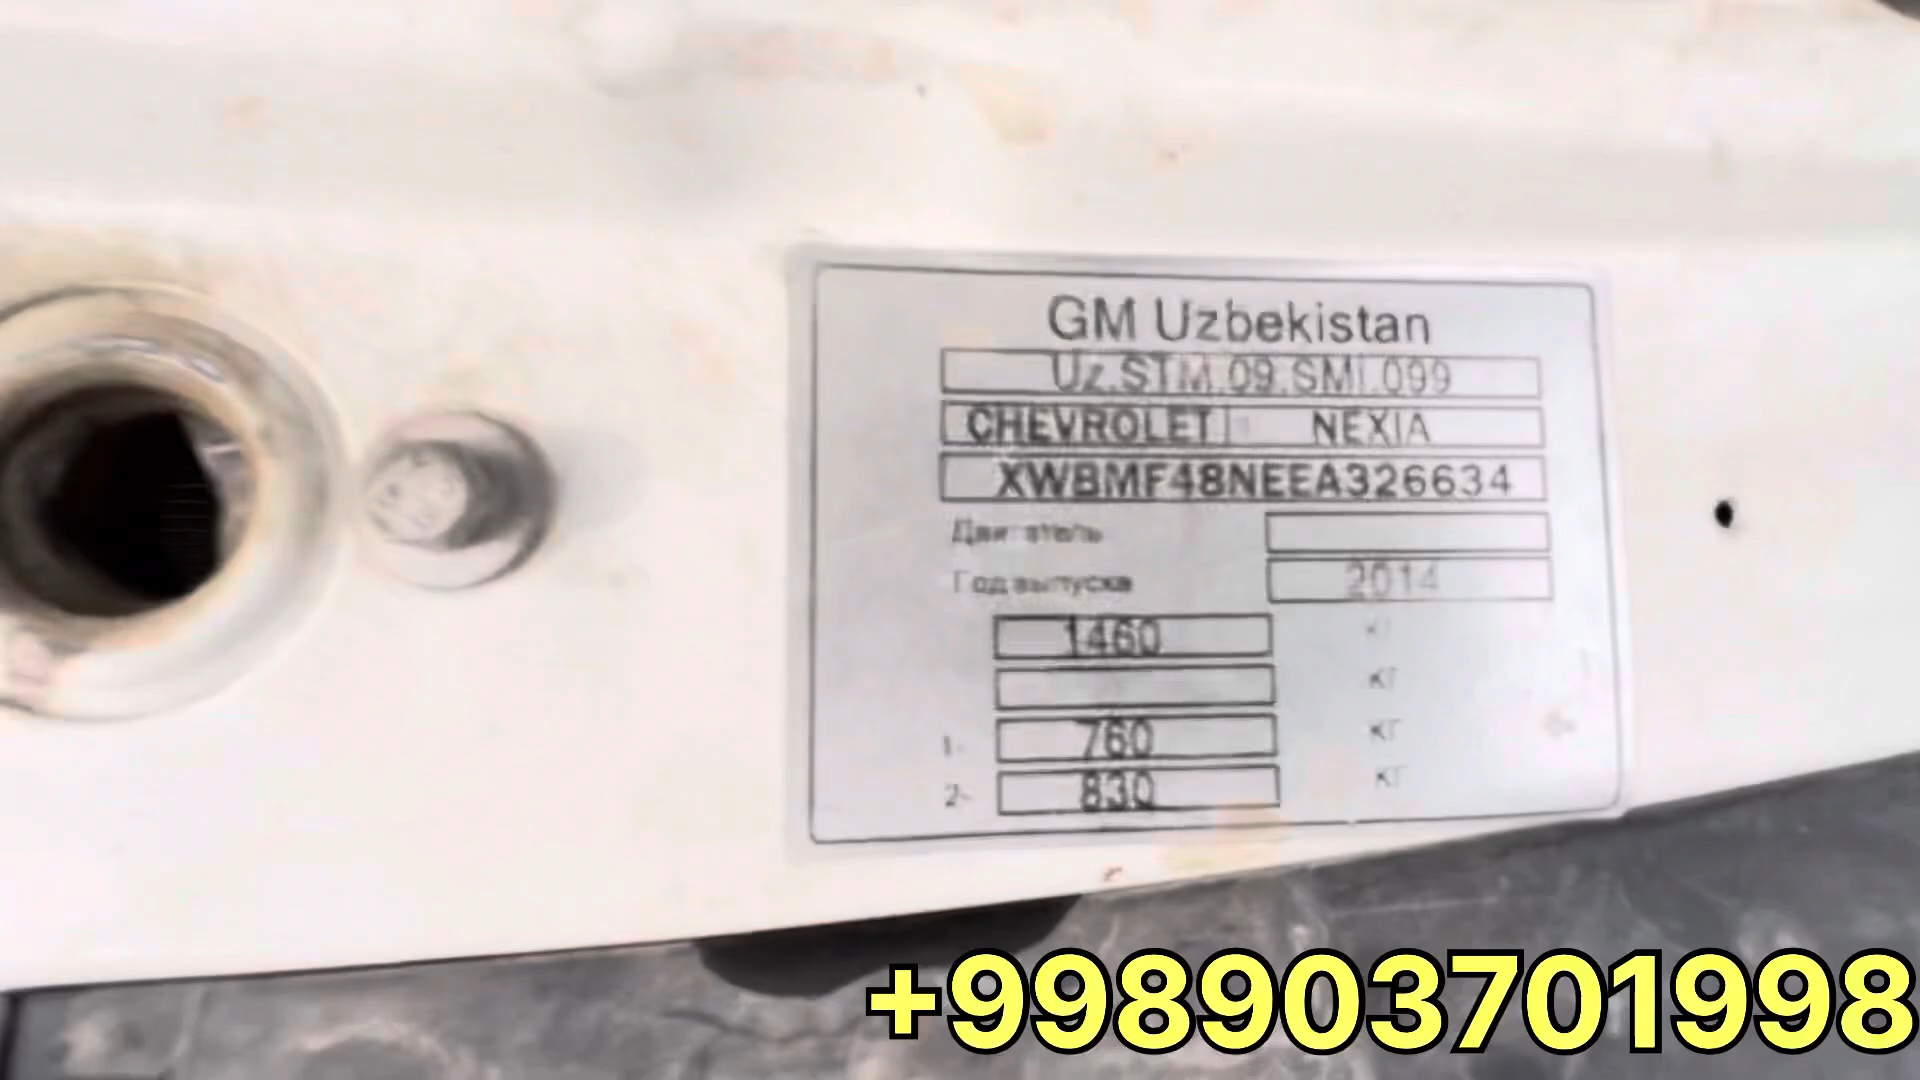 GM Uzbekistan
Uz.STM.09.SMI.099
CHEVROLET NEXIA
XWBMF48NEEA326634
Двигатель
Год выпуска 2014
1460 кг
кг
1- 760 кг
2- 830 кг
+998903701998